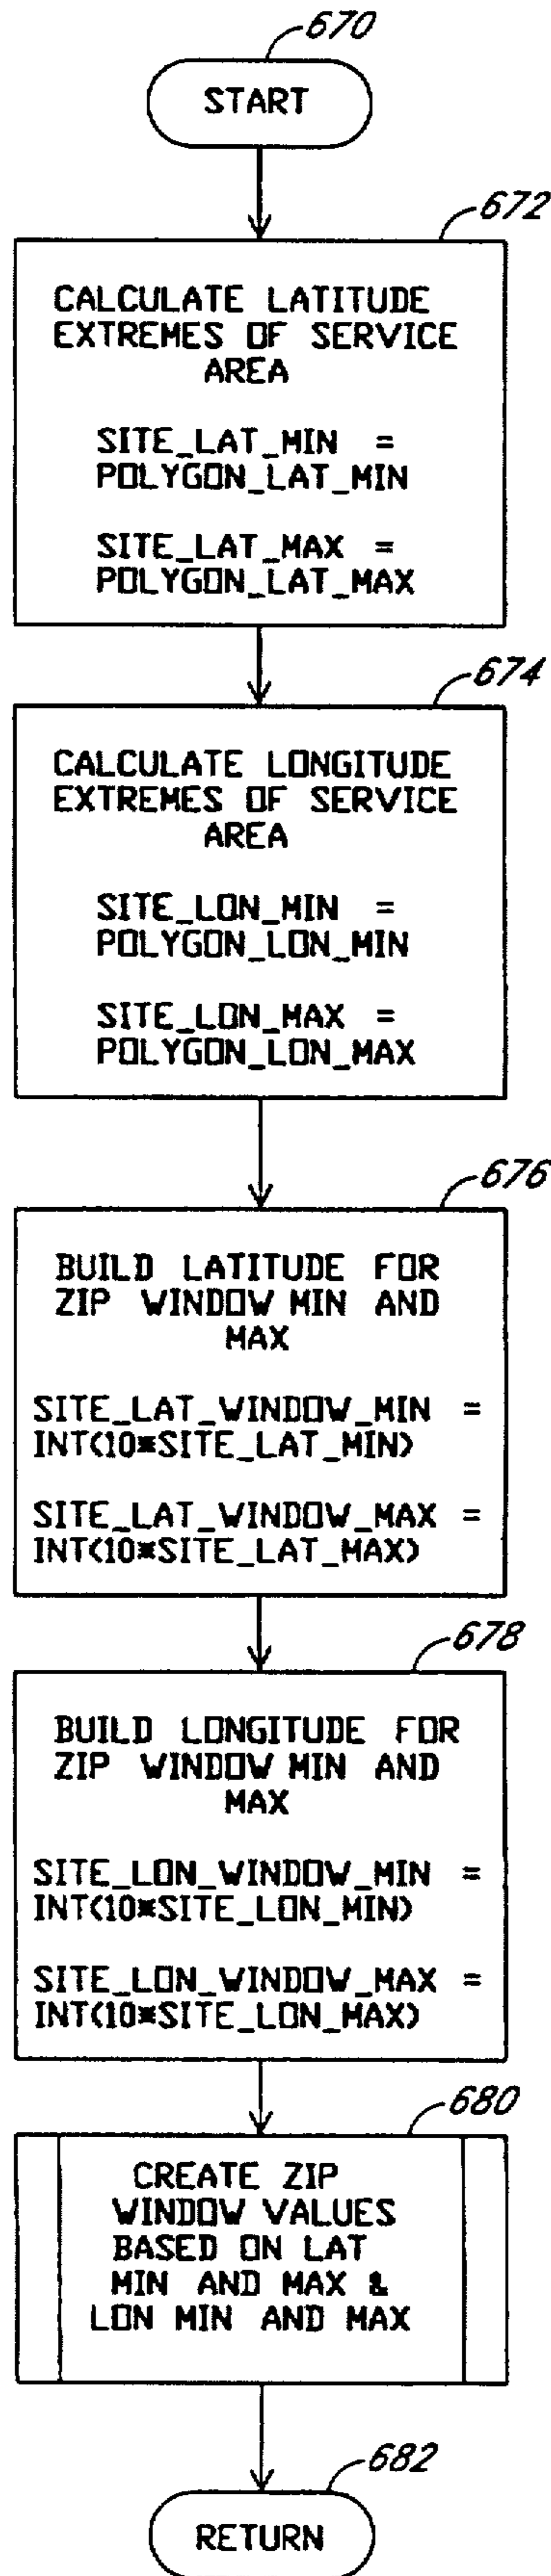 670
START
672
CALCULATE LATITUDE
EXTREMES OF SERVICE
AREA
SITE_LAT_MIN =
POLYGON_LAT_MIN
SITE_LAT_MAX =
POLYGON_LAT_MAX
674
CALCULATE LONGITUDE
EXTREMES OF SERVICE
AREA
SITE_LON_MIN =
POLYGON_LON_MIN
SITE_LON_MAX =
POLYGON_LON_MAX
676
BUILD LATITUDE FOR
ZIP WINDOW MIN AND
MAX
SITE_LAT_WINDOW_MIN =
INT(10*SITE_LAT_MIN)
SITE_LAT_WINDOW_MAX =
INT(10*SITE_LAT_MAX)
678
BUILD LONGITUDE FOR
ZIP WINDOW MIN AND
MAX
SITE_LON_WINDOW_MIN =
INT(10*SITE_LON_MIN)
SITE_LON_WINDOW_MAX =
INT(10*SITE_LON_MAX)
680
CREATE ZIP
WINDOW VALUES
BASED ON LAT
MIN AND MAX &
LON MIN AND MAX
682
RETURN